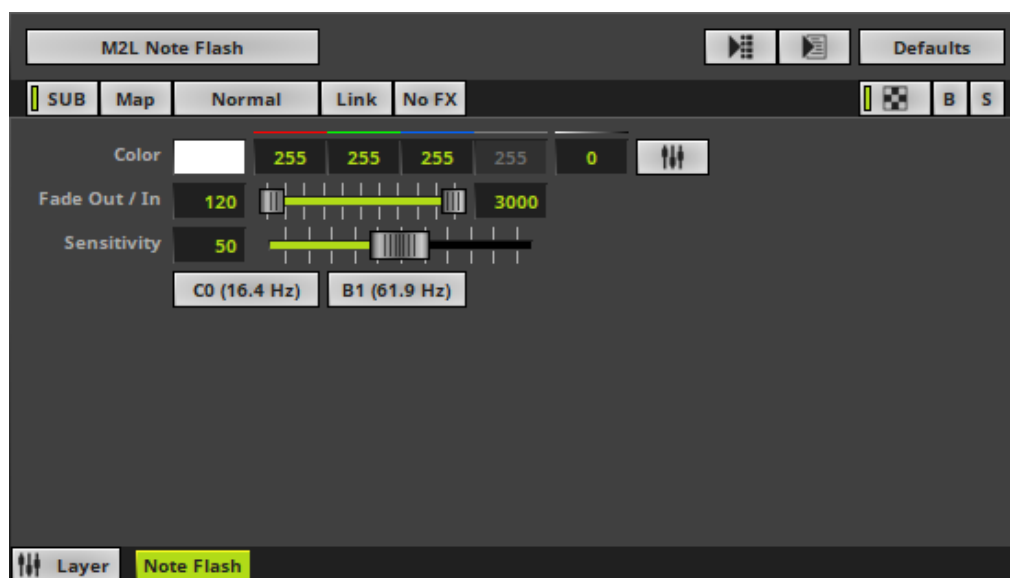 M2L Note Flash Defaults
SUB Map Normal Link No FX B S
Color 255 255 255 255 0
Fade Out / In 120 3000
Sensitivity 50
C0 (16.4 Hz) B1 (61.9 Hz)
Layer Note Flash